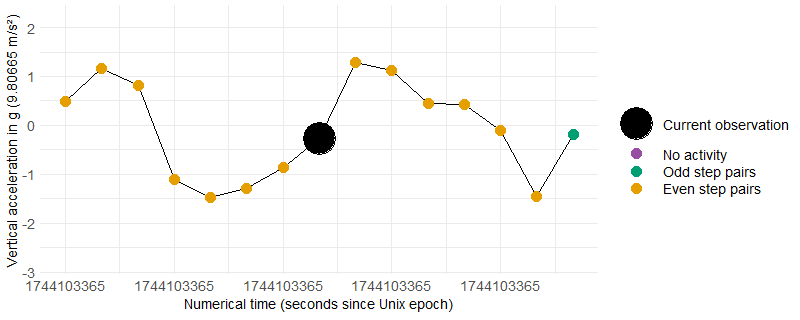 Vertical acceleration in g (9.80665 m/s²)
2
1
0
-1
-2
-3
1744103365 1744103365 1744103365 1744103365 1744103365
Numerical time (seconds since Unix epoch)
Current observation
No activity
Odd step pairs
Even step pairs